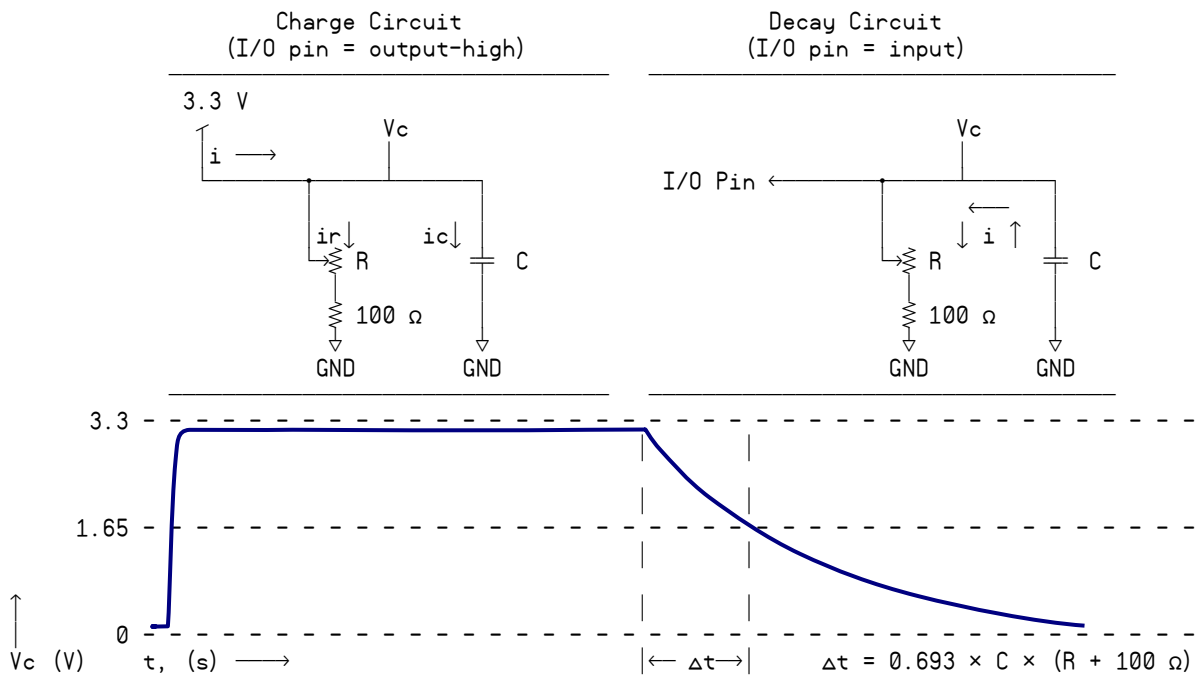 Charge Circuit
(I/O pin = output-high)
Decay Circuit
(I/O pin = input)
3.3 V
i
Vc
ir
ic
R
C
100 Ω
GND
GND
Vc
I/O Pin
i
R
C
100 Ω
GND
GND
3.3
1.65
0
Vc (V)
t, (s)
Δt
Δt = 0.693 × C × (R + 100 Ω)